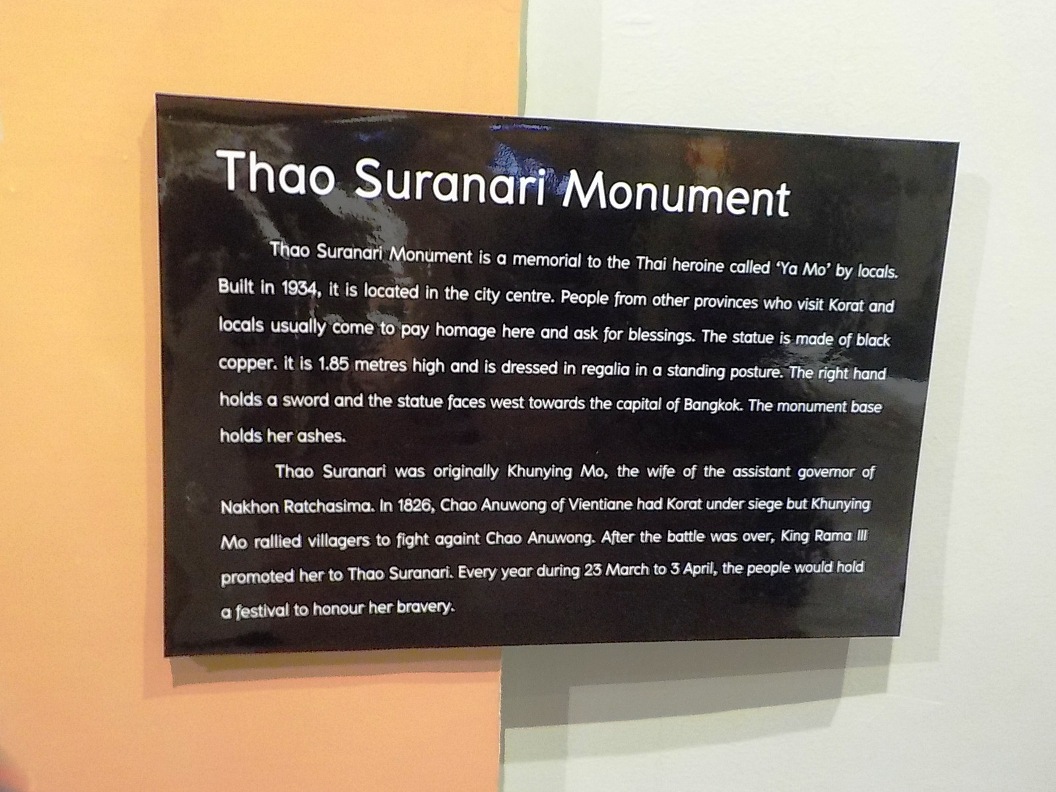 Thao Suranari Monument
Thao Suranari Monument is a memorial to the Thai heroine called ‘Ya Mo’ by locals.
Built in 1934, it is located in the city centre. People from other provinces who visit Korat and
locals usually come to pay homage here and ask for blessings. The statue is made of black
copper. it is 1.85 metres high and is dressed in regalia in a standing posture. The right hand
holds a sword and the statue faces west towards the capital of Bangkok. The monument base
holds her ashes.
Thao Suranari was originally Khunying Mo, the wife of the assistant governor of
Nakhon Ratchasima. In 1826, Chao Anuwong of Vientiane had Korat under siege but Khunying
Mo rallied villagers to fight againt Chao Anuwong. After the battle was over, King Rama III
promoted her to Thao Suranari. Every year during 23 March to 3 April, the people would hold
a festival to honour her bravery.